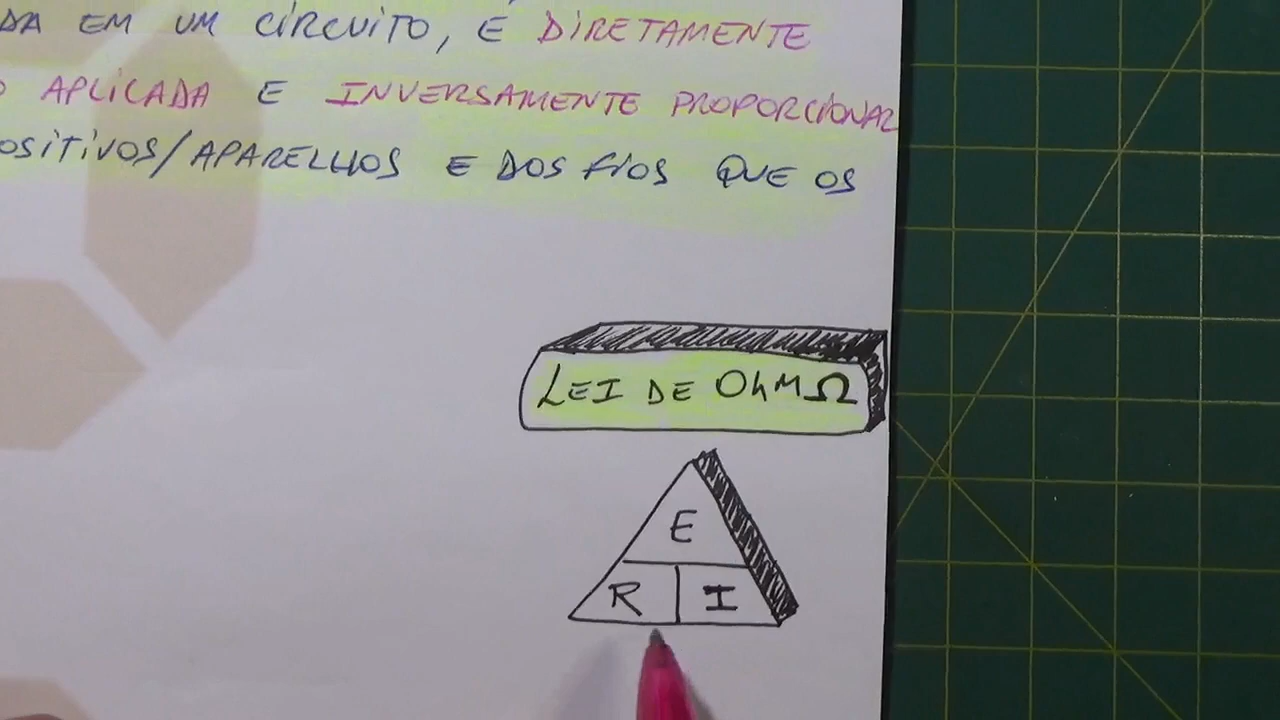 DA EM UM CIRCUITO, E DIRETAMENTE
O APLICADA E INVERSAMENTE PROPORCIONAL
OSITIVOS/APARELHOS E DOS FIOS QUE OS
LEI DE OhM Ω
E
R I